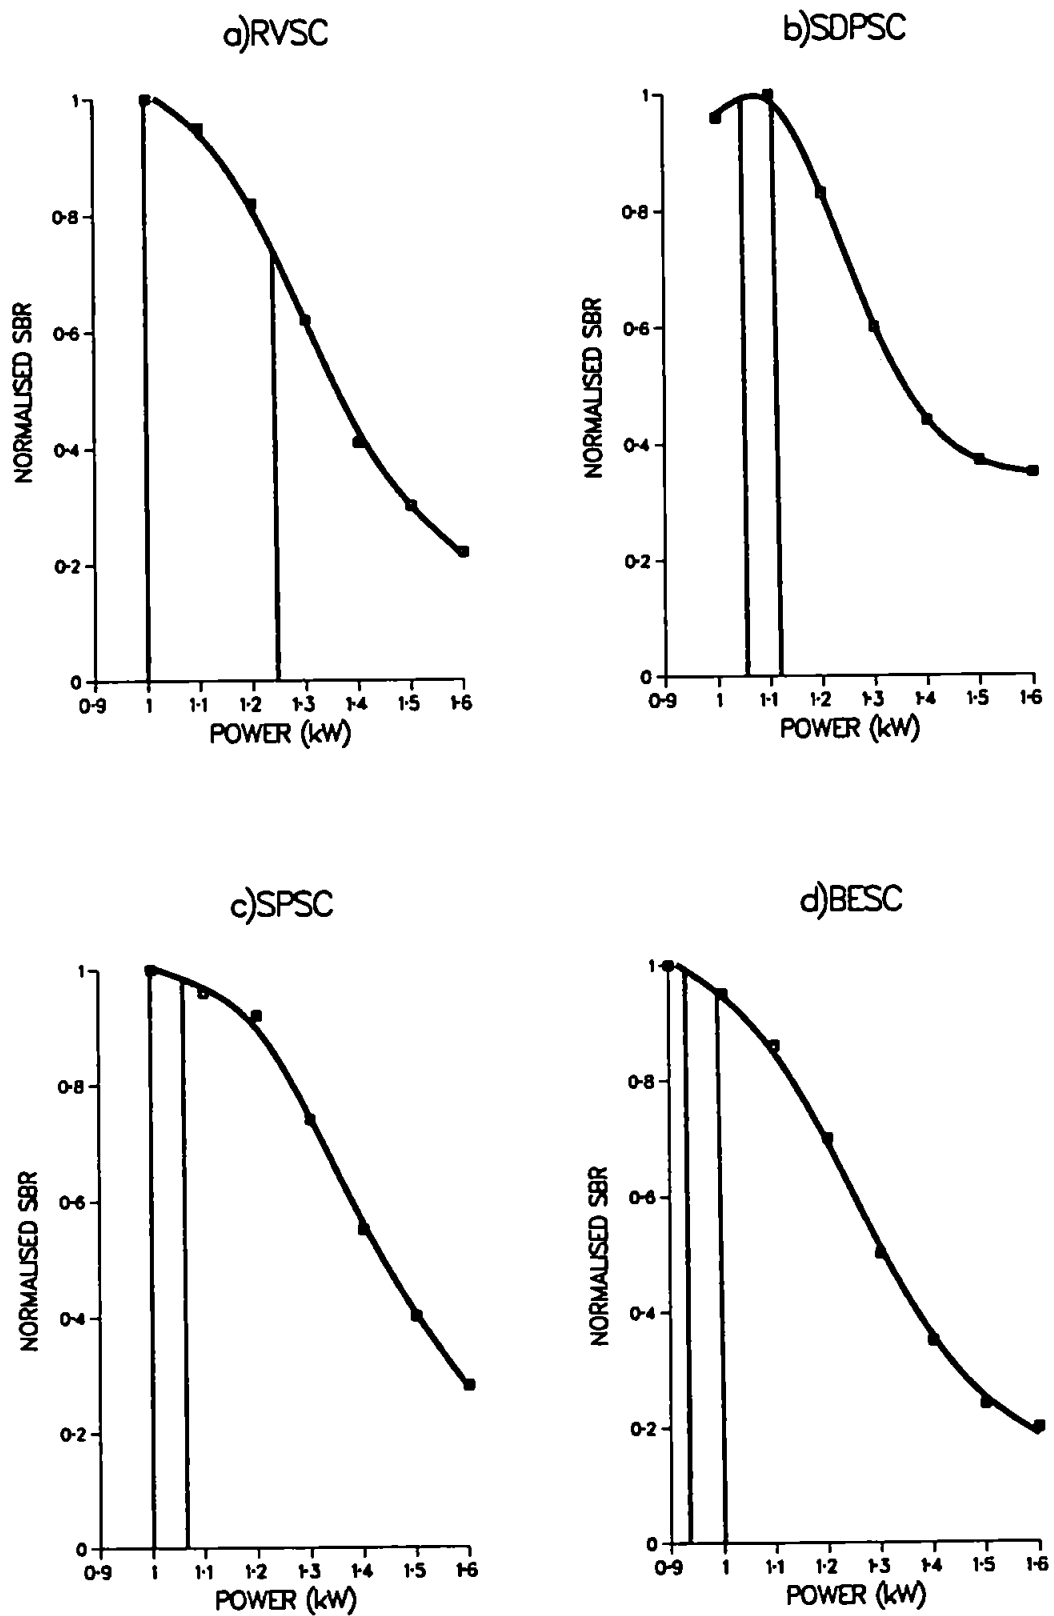 a)RVSC
NORMALISED SBR
1
0·8
0·6
0·4
0·2
0
0·9 1 1·1 1·2 1·3 1·4 1·5 1·6
POWER (kW)
b)SDPSC
NORMALISED SBR
1
0·8
0·6
0·4
0·2
0
0·9 1 1·1 1·2 1·3 1·4 1·5 1·6
POWER (kW)
c)SPSC
NORMALISED SBR
1
0·8
0·6
0·4
0·2
0
0·9 1 1·1 1·2 1·3 1·4 1·5 1·6
POWER (kW)
d)BESC
NORMALISED SBR
1
0·8
0·6
0·4
0·2
0
0·9 1 1·1 1·2 1·3 1·4 1·5 1·6
POWER (kW)